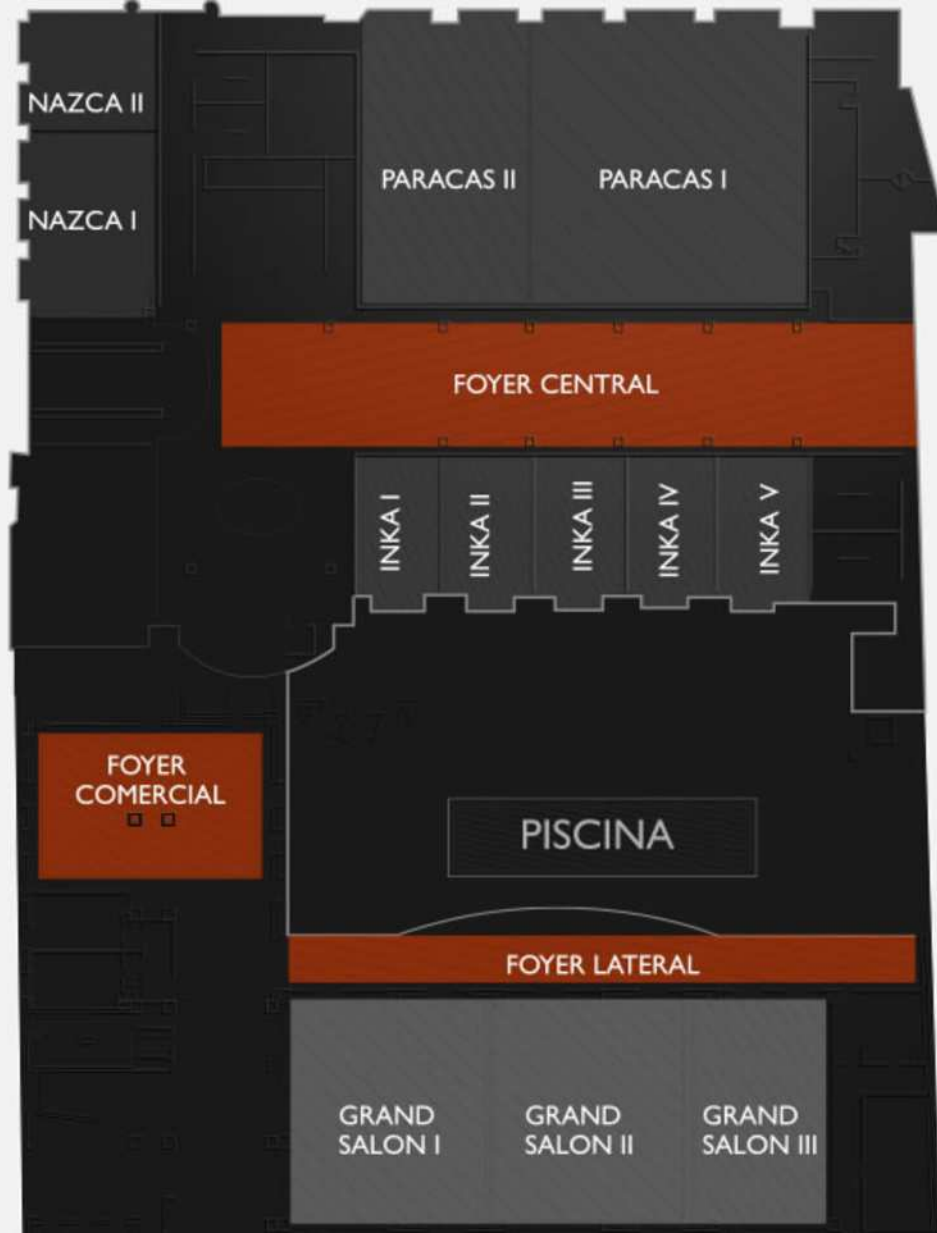 NAZCA II
NAZCA I
PARACAS II
PARACAS I
FOYER CENTRAL
INKA I
INKA II
INKA III
INKA IV
INKA V
FOYER
COMERCIAL
PISCINA
FOYER LATERAL
GRAND
SALON I
GRAND
SALON II
GRAND
SALON III